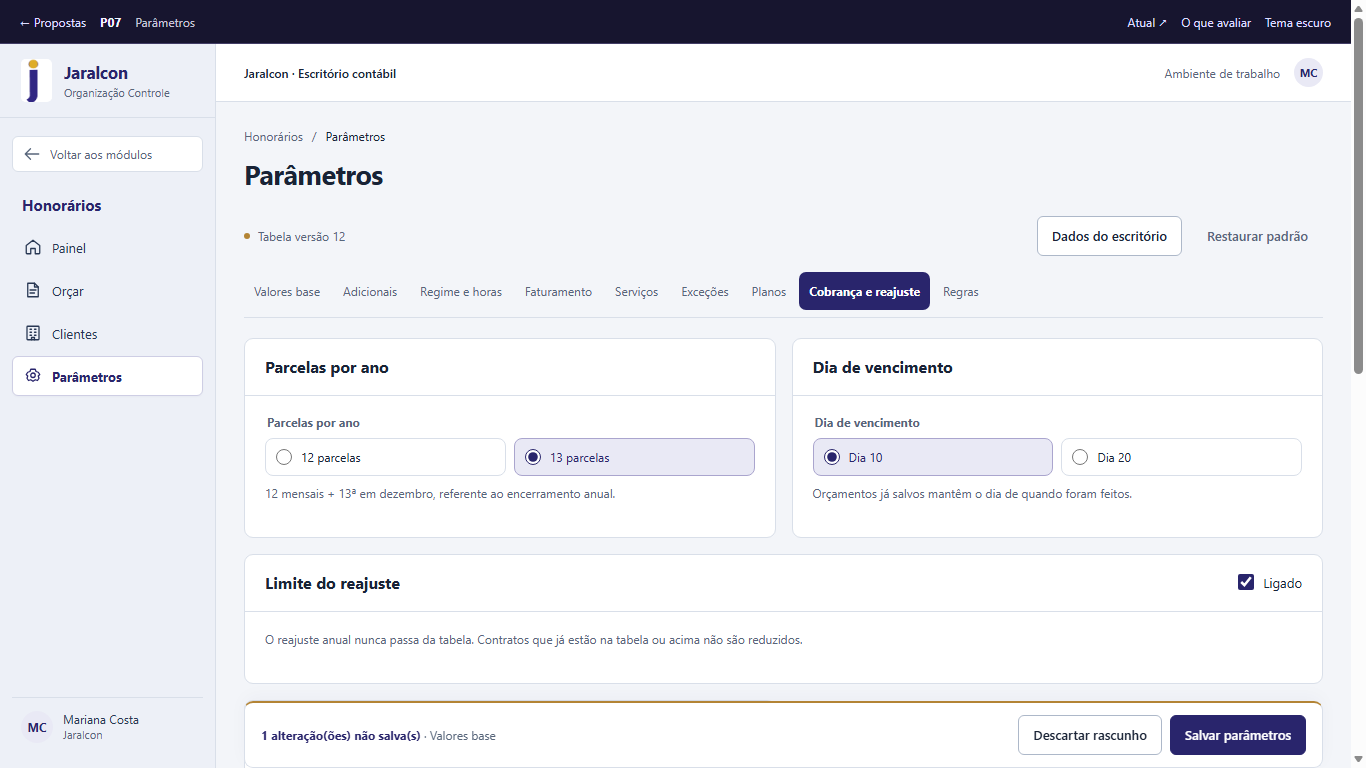 ← Propostas P07 Parâmetros Atual ↗ O que avaliar Tema escuro
Jaralcon
Organização Controle
Jaralcon · Escritório contábil
Ambiente de trabalho MC
Voltar aos módulos
Honorários
Painel
Orçar
Clientes
Parâmetros
MC
Mariana Costa
Jaralcon
Honorários / Parâmetros
Parâmetros
Tabela versão 12
Dados do escritório Restaurar padrão
Valores base Adicionais Regime e horas Faturamento Serviços Exceções Planos Cobrança e reajuste Regras
Parcelas por ano
Parcelas por ano
12 parcelas 13 parcelas
12 mensais + 13ª em dezembro, referente ao encerramento anual.
Dia de vencimento
Dia de vencimento
Dia 10 Dia 20
Orçamentos já salvos mantêm o dia de quando foram feitos.
Limite do reajuste
Ligado
O reajuste anual nunca passa da tabela. Contratos que já estão na tabela ou acima não são reduzidos.
1 alteração(ões) não salva(s) · Valores base
Descartar rascunho Salvar parâmetros